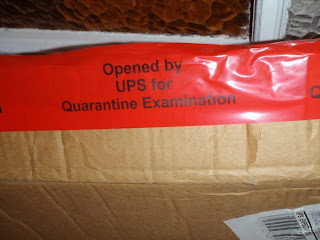 Opened by
UPS for
Quarantine Examination